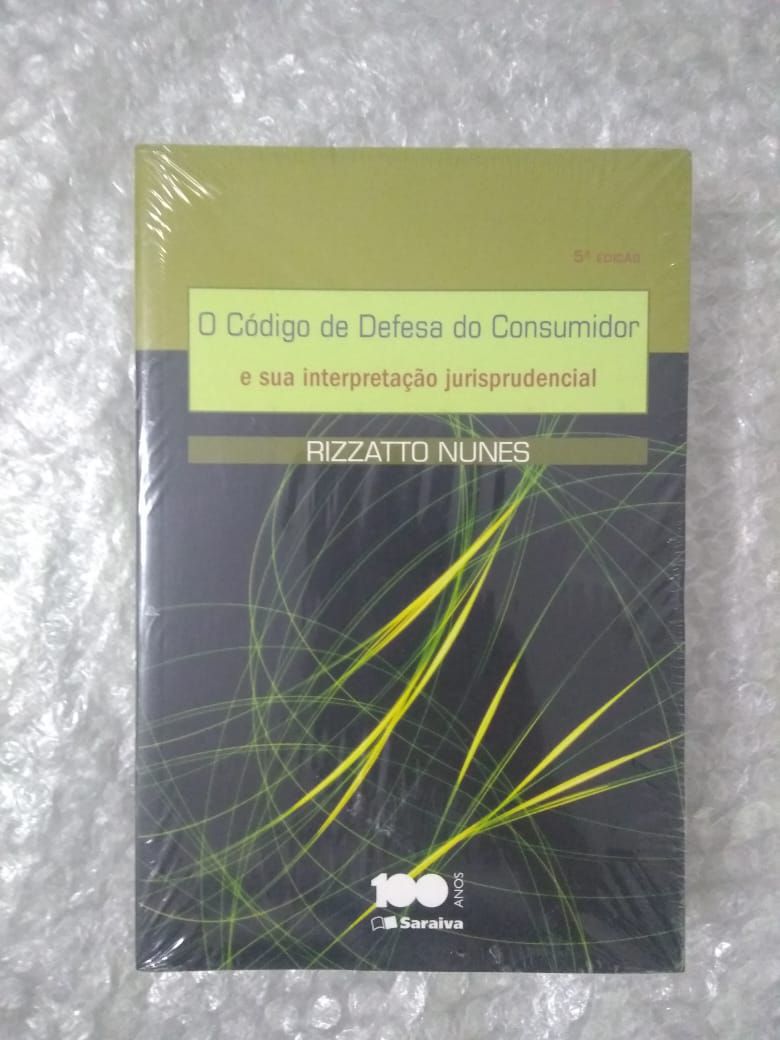 5ª EDIÇÃO
O Código de Defesa do Consumidor
e sua interpretação jurisprudencial
RIZZATTO NUNES
100 ANOS
Saraiva